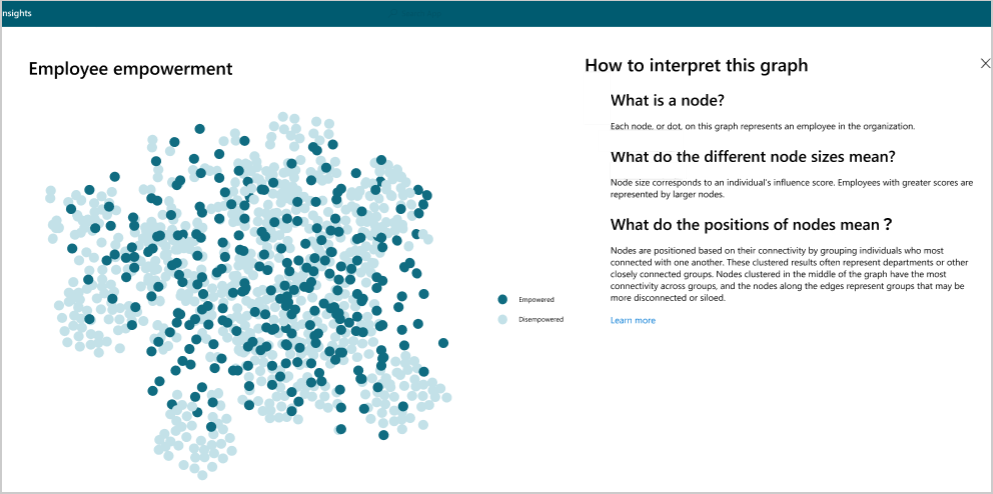 nsights
Employee empowerment
Empowered
Disempowered
How to interpret this graph
What is a node?
Each node, or dot, on this graph represents an employee in the organization.
What do the different node sizes mean?
Node size corresponds to an individual's influence score. Employees with greater scores are
represented by larger nodes.
What do the positions of nodes mean ?
Nodes are positioned based on their connectivity by grouping individuals who most
connected with one another. These clustered results often represent departments or other
closely connected groups. Nodes clustered in the middle of the graph have the most
connectivity across groups, and the nodes along the edges represent groups that may be
more disconnected or siloed.
Learn more